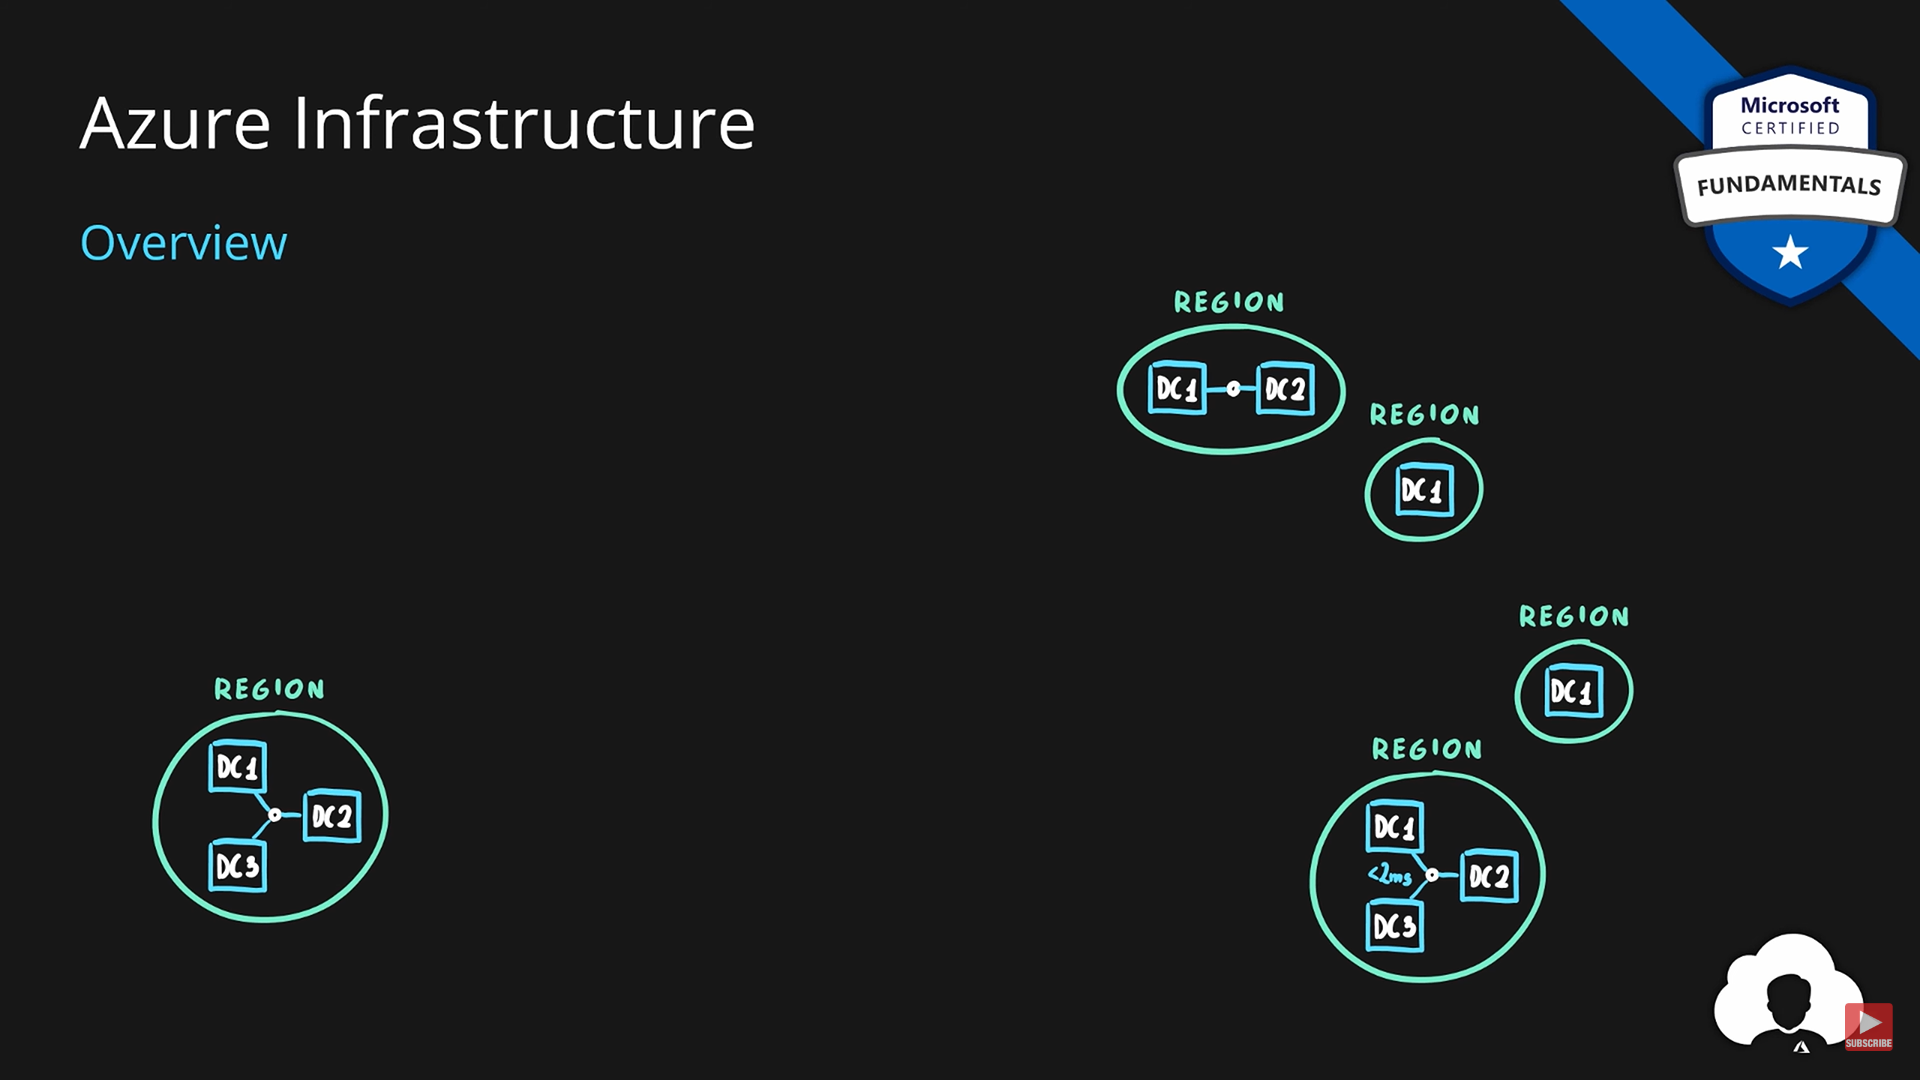 Azure Infrastructure
Overview
Microsoft
CERTIFIED
FUNDAMENTALS
REGION
DC1
DC2
REGION
DC1
REGION
DC1
REGION
DC1
DC2
DC3
REGION
DC1
<2ms
DC2
DC3
SUBSCRIBE